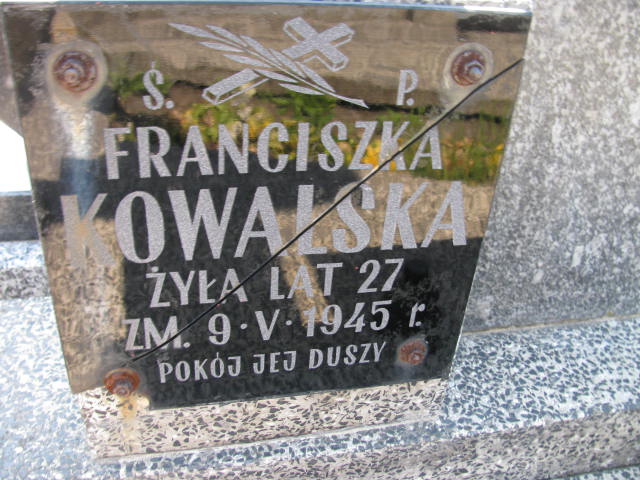 Ś. P.
FRANCISZKA
KOWALSKA
ŻYŁA LAT 27
ZM. 9·V·1945 r.
POKÓJ JEJ DUSZY